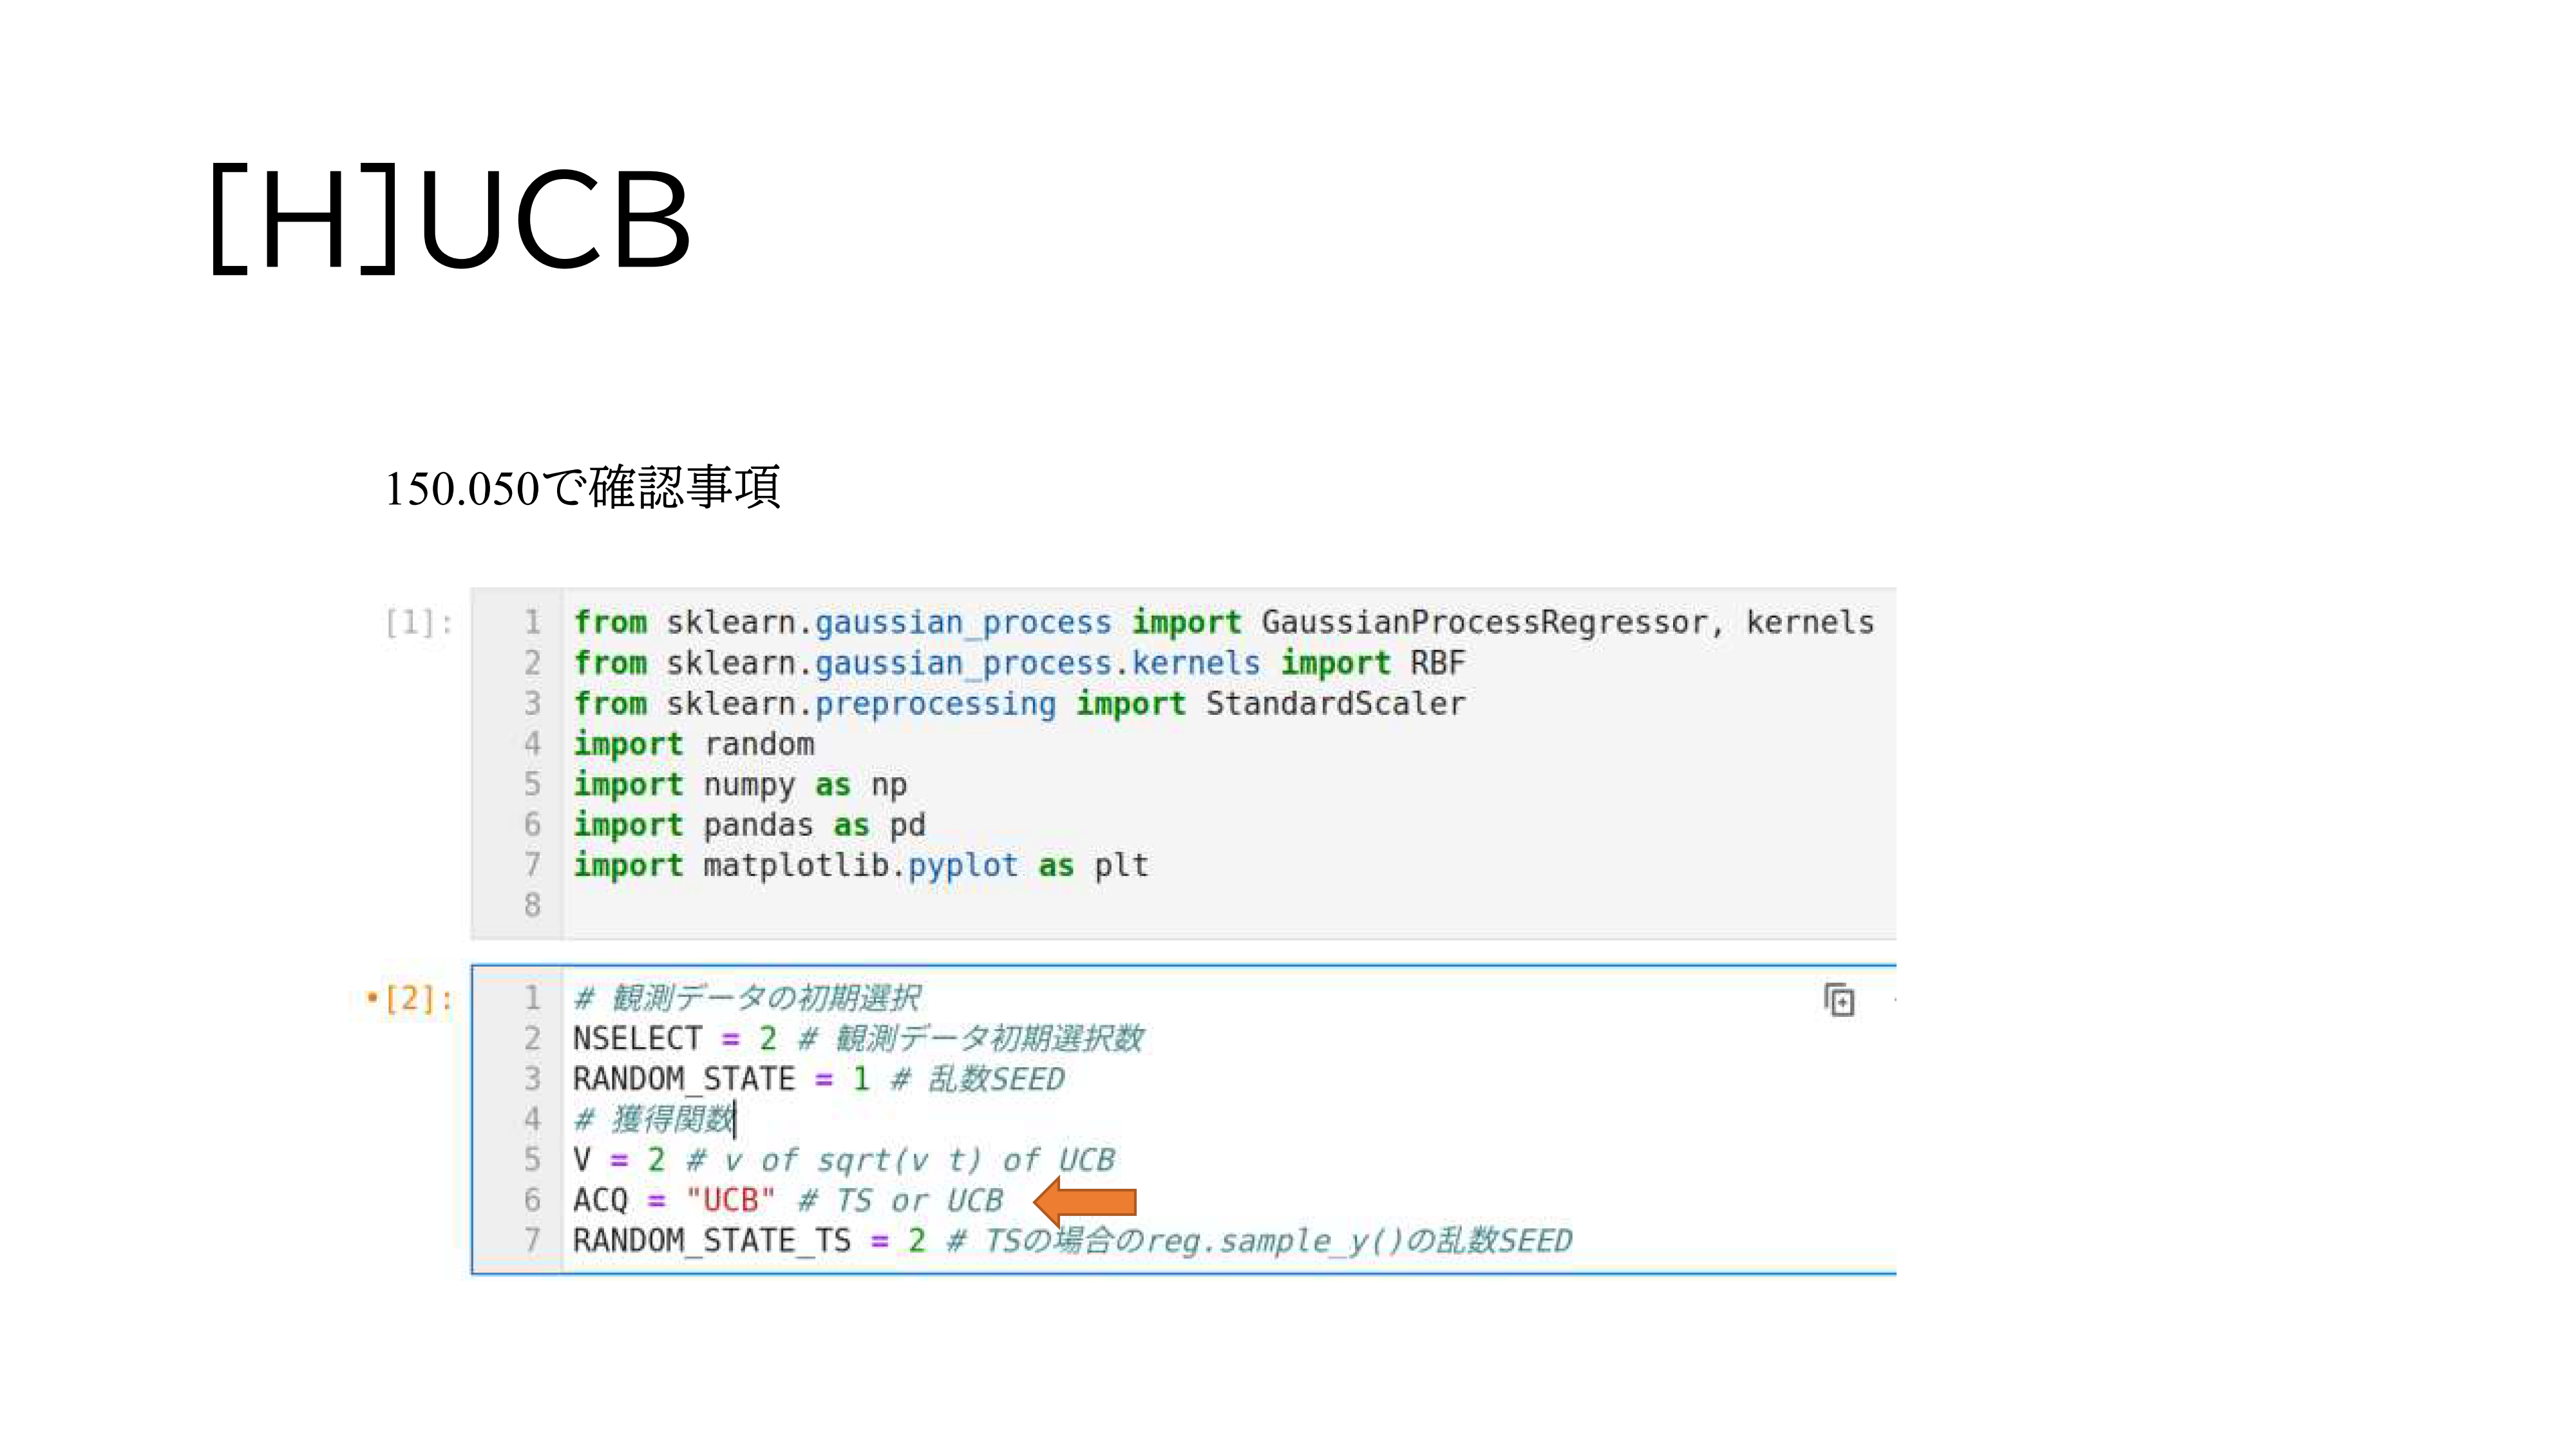 [H]UCB
150.050で確認事項
[1]:
1 from sklearn.gaussian_process import GaussianProcessRegressor, kernels
2 from sklearn.gaussian_process.kernels import RBF
3 from sklearn.preprocessing import StandardScaler
4 import random
5 import numpy as np
6 import pandas as pd
7 import matplotlib.pyplot as plt
8
•[2]:
1 # 観測データの初期選択
2 NSELECT = 2 # 観測データ初期選択数
3 RANDOM_STATE = 1 # 乱数SEED
4 # 獲得関数
5 V = 2 # v of sqrt(v t) of UCB
6 ACQ = "UCB" # TS or UCB
7 RANDOM_STATE_TS = 2 # TSの場合のreg.sample_y()の乱数SEED